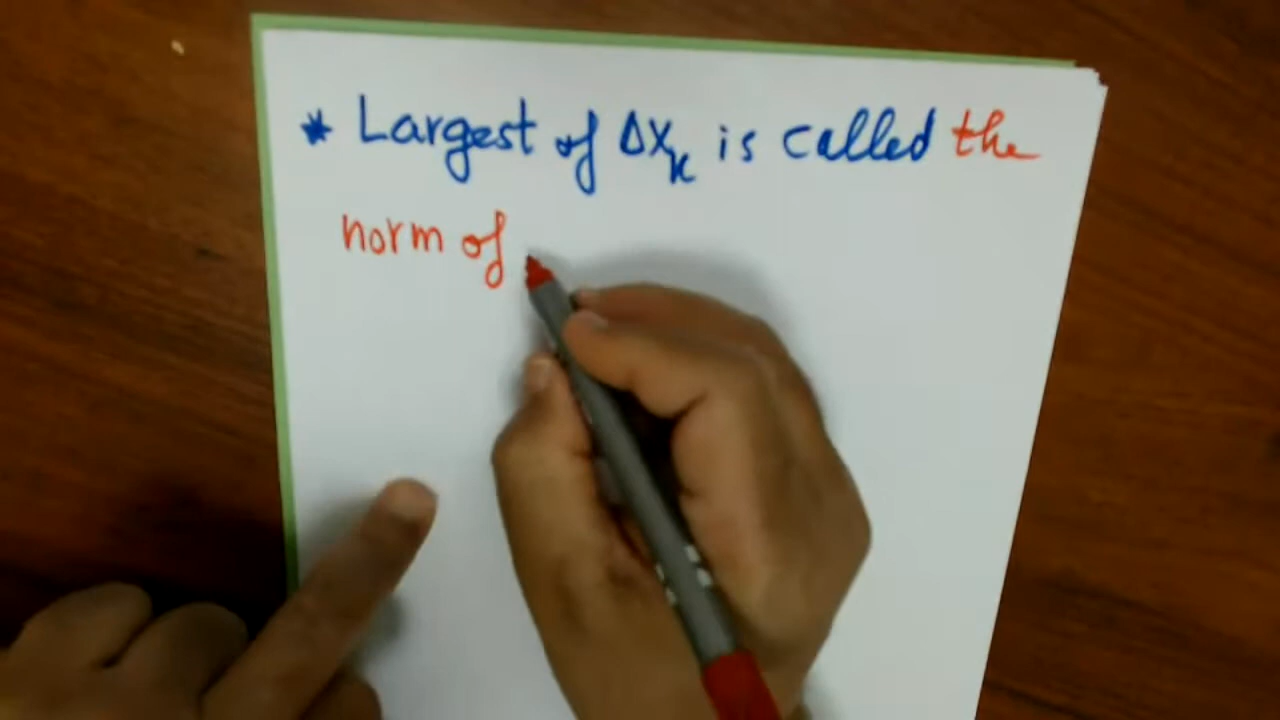 * Largest of Δxₖ is called the
norm of